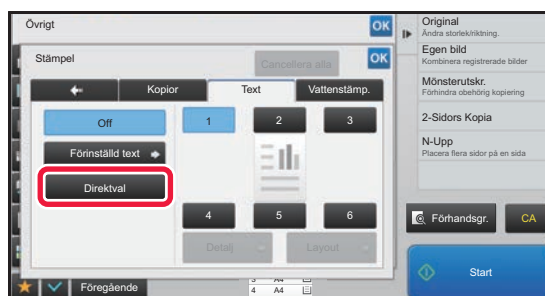 Övrigt
OK
Stämpel
Cancellera alla
OK
Kopior
Text
Vattenstämp.
Off
Förinställd text
Direktval
1
2
3
4
5
6
Detalj
Layout
Föregående
3 A4
4 A4
Original
Ändra storlek/riktning.
Egen bild
Kombinera registrerade bilder
Mönsterutskr.
Förhindra obehörig kopiering
2-Sidors Kopia
N-Upp
Placera flera sidor på en sida
Förhandsgr.
CA
Start